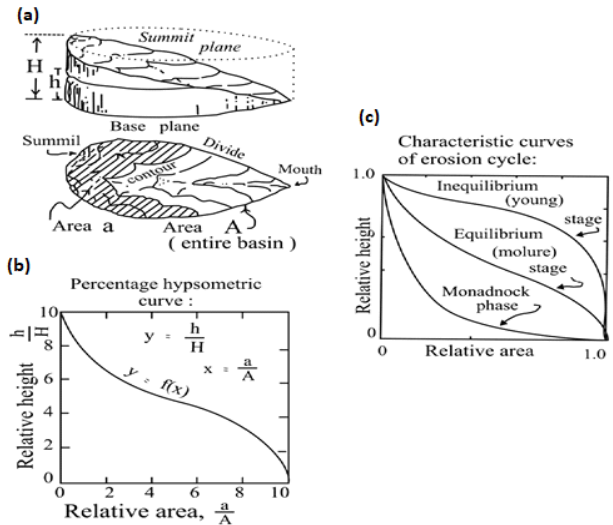 (a)
Summit
plane
H
h
Base plane
Summil
Divide
contour
Mouth
Area a
Area
A
( entire basin )
(b)
Percentage hypsometric
curve :
10
8
6
4
2
0
h/H
Relative height
y = h/H
x = a/A
y = f(x)
0
2
4
6
8
10
Relative area, a/A
(c)
Characteristic curves
of erosion cycle:
1.0
Inequilibrium
(young)
stage
Equilibrium
(molure)
stage
Monadnock
phase
Relative height
0
0
Relative area
1.0